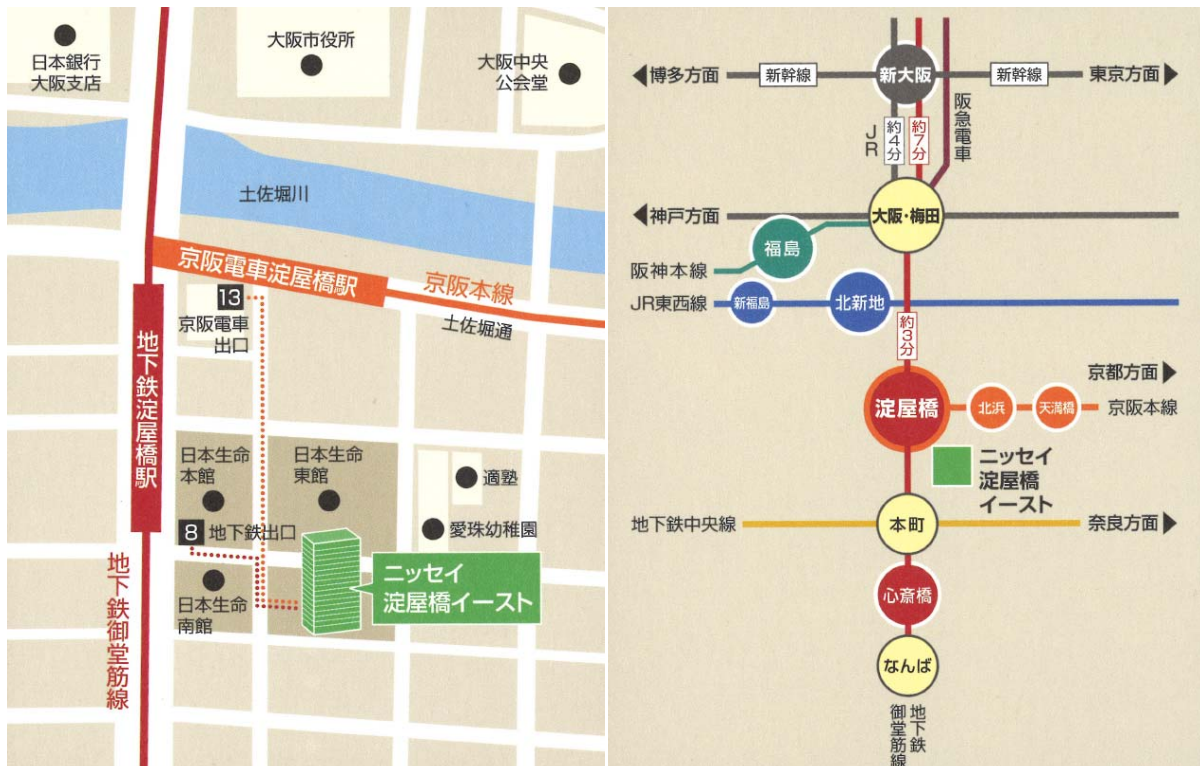 日本銀行
大阪支店
大阪市役所
大阪中央
公会堂
土佐堀川
京阪電車淀屋橋駅
京阪本線
土佐堀通
13
京阪電車
出口
地下鉄淀屋橋駅
日本生命
本館
日本生命
東館
適塾
愛珠幼稚園
8 地下鉄出口
日本生命
南館
ニッセイ
淀屋橋イースト
地下鉄御堂筋線
博多方面
新幹線
新大阪
新幹線
東京方面
JR
約4分
約7分
阪急電車
神戸方面
大阪・梅田
福島
阪神本線
JR東西線
新福島
北新地
約3分
京都方面
淀屋橋
北浜
天満橋
京阪本線
ニッセイ
淀屋橋
イースト
地下鉄中央線
本町
奈良方面
心斎橋
なんば
地下鉄
御堂筋線